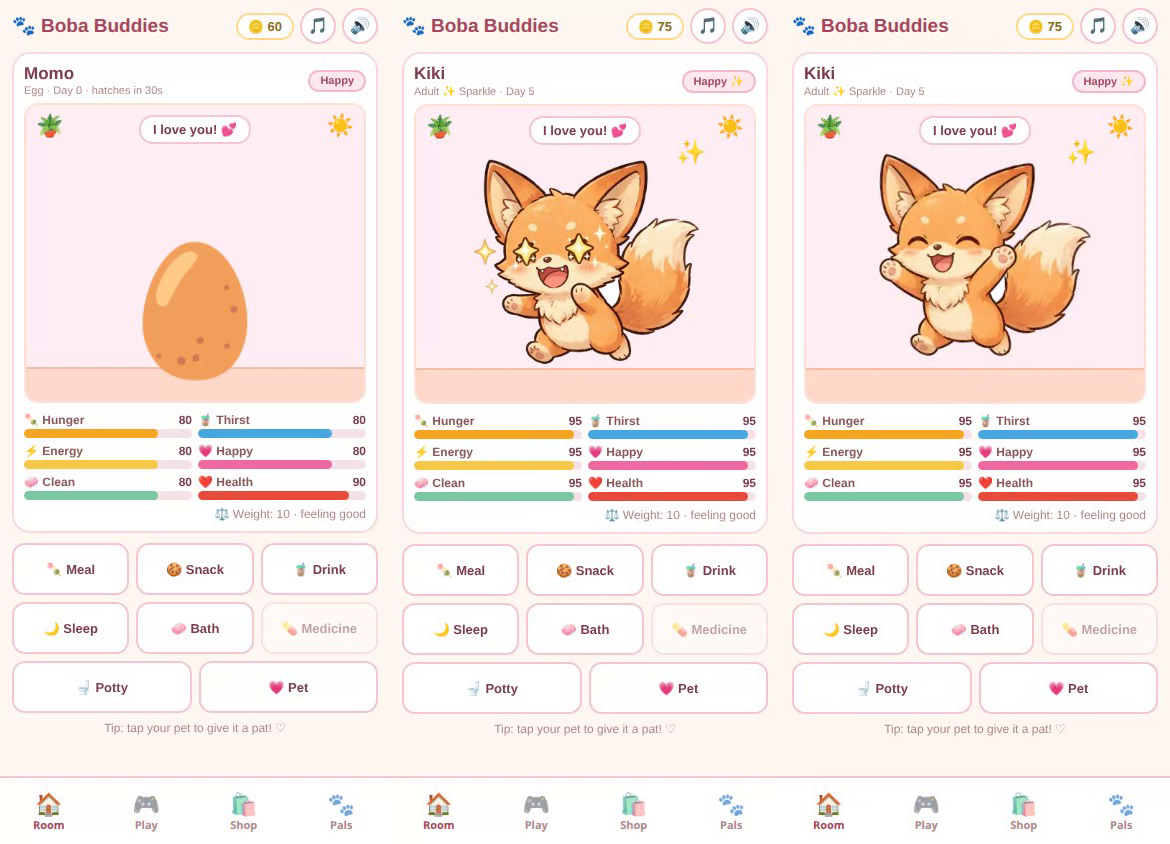 Boba Buddies
60
Momo
Egg · Day 0 · hatches in 30s
Happy
I love you! 💕
Hunger 80
Thirst 80
Energy 80
Happy 80
Clean 80
Health 90
Weight: 10 · feeling good
Meal
Snack
Drink
Sleep
Bath
Medicine
Potty
Pet
Tip: tap your pet to give it a pat! ♡
Room
Play
Shop
Pals
Boba Buddies
75
Kiki
Adult ✨ Sparkle · Day 5
Happy ✨
I love you! 💕
Hunger 95
Thirst 95
Energy 95
Happy 95
Clean 95
Health 95
Weight: 10 · feeling good
Meal
Snack
Drink
Sleep
Bath
Medicine
Potty
Pet
Tip: tap your pet to give it a pat! ♡
Room
Play
Shop
Pals
Boba Buddies
75
Kiki
Adult ✨ Sparkle · Day 5
Happy ✨
I love you! 💕
Hunger 95
Thirst 95
Energy 95
Happy 95
Clean 95
Health 95
Weight: 10 · feeling good
Meal
Snack
Drink
Sleep
Bath
Medicine
Potty
Pet
Tip: tap your pet to give it a pat! ♡
Room
Play
Shop
Pals